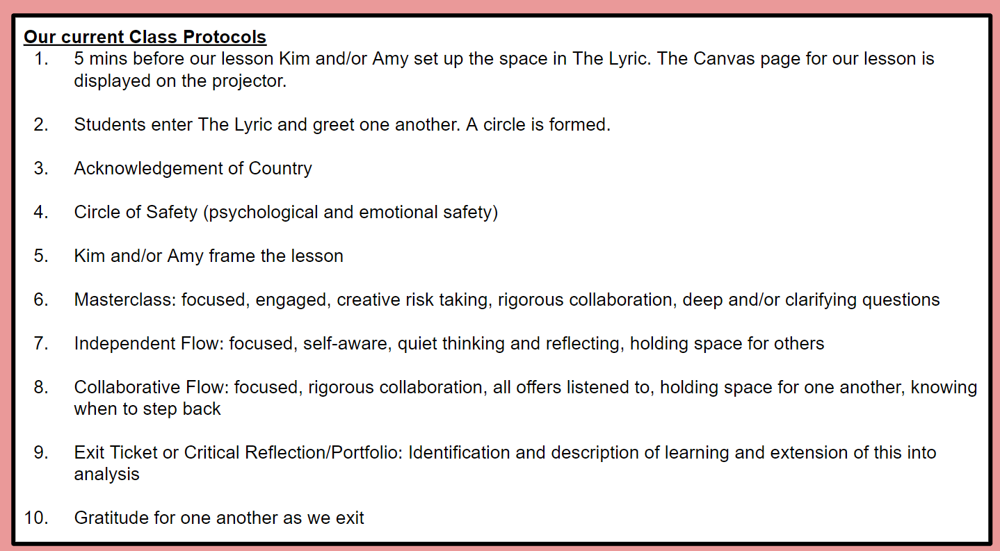 Our current Class Protocols
1. 5 mins before our lesson Kim and/or Amy set up the space in The Lyric. The Canvas page for our lesson is
displayed on the projector.
2. Students enter The Lyric and greet one another. A circle is formed.
3. Acknowledgement of Country
4. Circle of Safety (psychological and emotional safety)
5. Kim and/or Amy frame the lesson
6. Masterclass: focused, engaged, creative risk taking, rigorous collaboration, deep and/or clarifying questions
7. Independent Flow: focused, self-aware, quiet thinking and reflecting, holding space for others
8. Collaborative Flow: focused, rigorous collaboration, all offers listened to, holding space for one another, knowing
when to step back
9. Exit Ticket or Critical Reflection/Portfolio: Identification and description of learning and extension of this into
analysis
10. Gratitude for one another as we exit